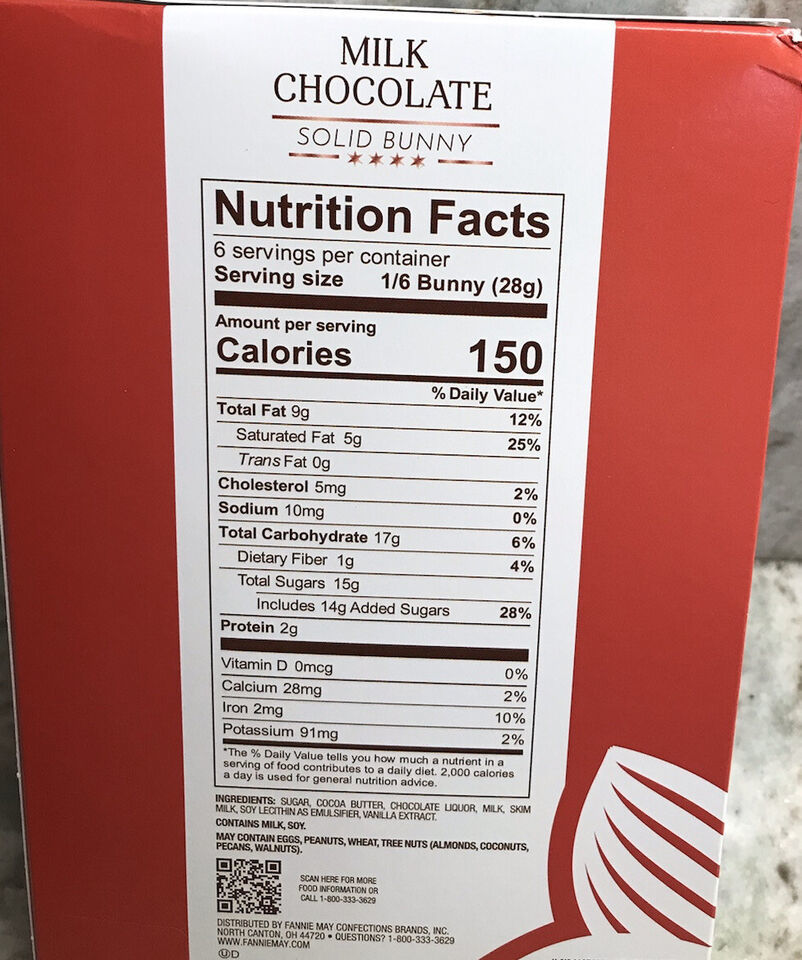 MILK
CHOCOLATE
SOLID BUNNY
Nutrition Facts
6 servings per container
Serving size 1/6 Bunny (28g)
Amount per serving
Calories 150
% Daily Value*
Total Fat 9g 12%
Saturated Fat 5g 25%
Trans Fat 0g
Cholesterol 5mg 2%
Sodium 10mg 0%
Total Carbohydrate 17g 6%
Dietary Fiber 1g 4%
Total Sugars 15g
Includes 14g Added Sugars 28%
Protein 2g
Vitamin D 0mcg 0%
Calcium 28mg 2%
Iron 2mg 10%
Potassium 91mg 2%
*The % Daily Value tells you how much a nutrient in a
serving of food contributes to a daily diet. 2,000 calories
a day is used for general nutrition advice.
INGREDIENTS: SUGAR, COCOA BUTTER, CHOCOLATE LIQUOR, MILK, SKIM
MILK, SOY LECITHIN AS EMULSIFIER, VANILLA EXTRACT.
CONTAINS MILK, SOY.
MAY CONTAIN EGGS, PEANUTS, WHEAT, TREE NUTS (ALMONDS, COCONUTS,
PECANS, WALNUTS).
SCAN HERE FOR MORE
FOOD INFORMATION OR
CALL 1-800-333-3629
DISTRIBUTED BY FANNIE MAY CONFECTIONS BRANDS, INC.
NORTH CANTON, OH 44720 • QUESTIONS? 1-800-333-3629
WWW.FANNIEMAY.COM
ⓊD